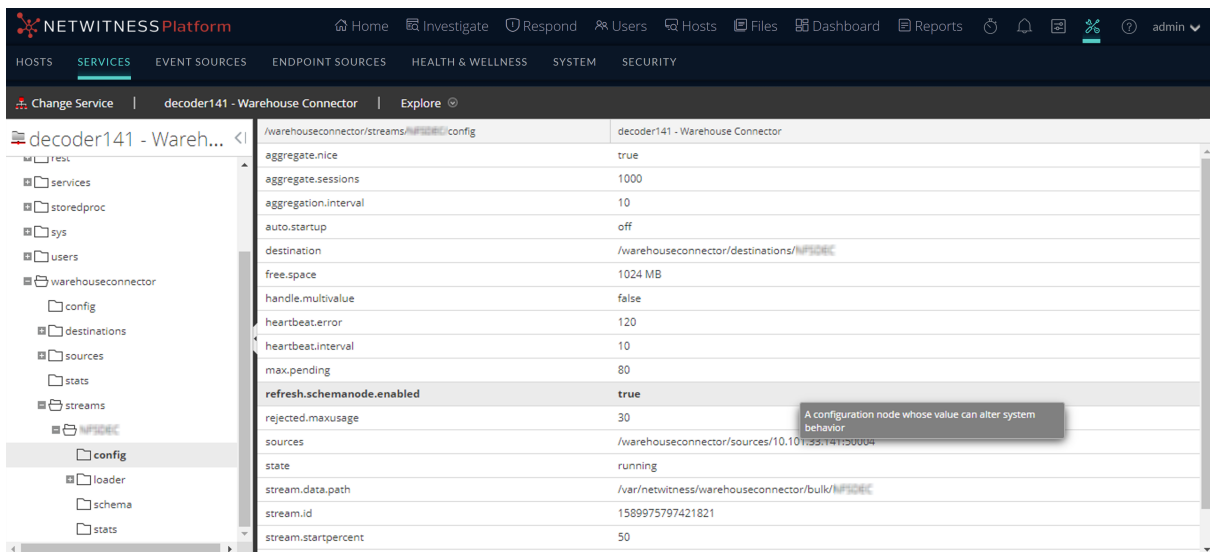 NETWITNESS Platform Home Investigate Respond Users Hosts Files Dashboard Reports admin
HOSTS SERVICES EVENT SOURCES ENDPOINT SOURCES HEALTH & WELLNESS SYSTEM SECURITY
Change Service | decoder141 - Warehouse Connector | Explore
decoder141 - Wareh...
rest
services
storedproc
sys
users
warehouseconnector
config
destinations
sources
stats
streams
config
loader
schema
stats
/warehouseconnector/streams/ config decoder141 - Warehouse Connector
aggregate.nice true
aggregate.sessions 1000
aggregation.interval 10
auto.startup off
destination /warehouseconnector/destinations/
free.space 1024 MB
handle.multivalue false
heartbeat.error 120
heartbeat.interval 10
max.pending 80
refresh.schemanode.enabled true
rejected.maxusage 30
A configuration node whose value can alter system
behavior
sources /warehouseconnector/sources/10.101.33.141:50004
state running
stream.data.path /var/netwitness/warehouseconnector/bulk/
stream.id 1589975797421821
stream.startpercent 50